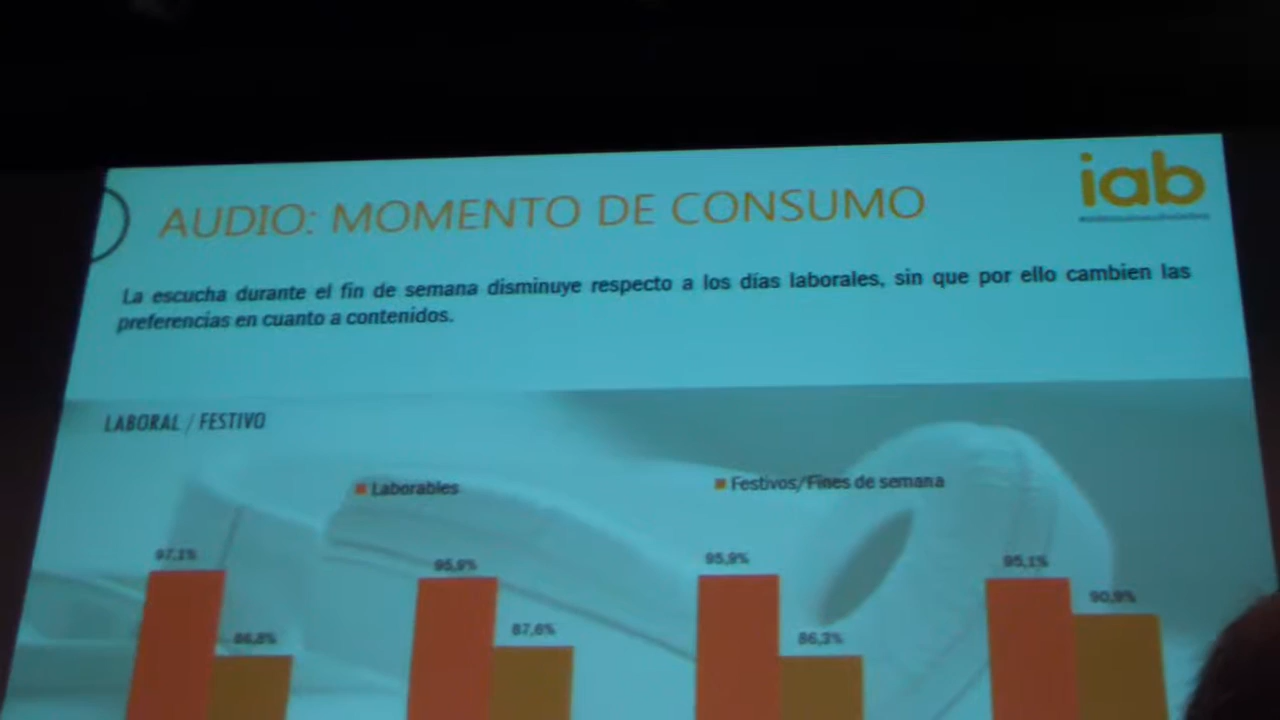 iab
AUDIO: MOMENTO DE CONSUMO
La escucha durante el fin de semana disminuye respecto a los días laborales, sin que por ello cambien las
preferencias en cuanto a contenidos.
LABORAL / FESTIVO
Laborables
Festivos/Fines de semana
97,1%
86,8%
95,9%
87,6%
95,9%
86,3%
95,1%
90,9%